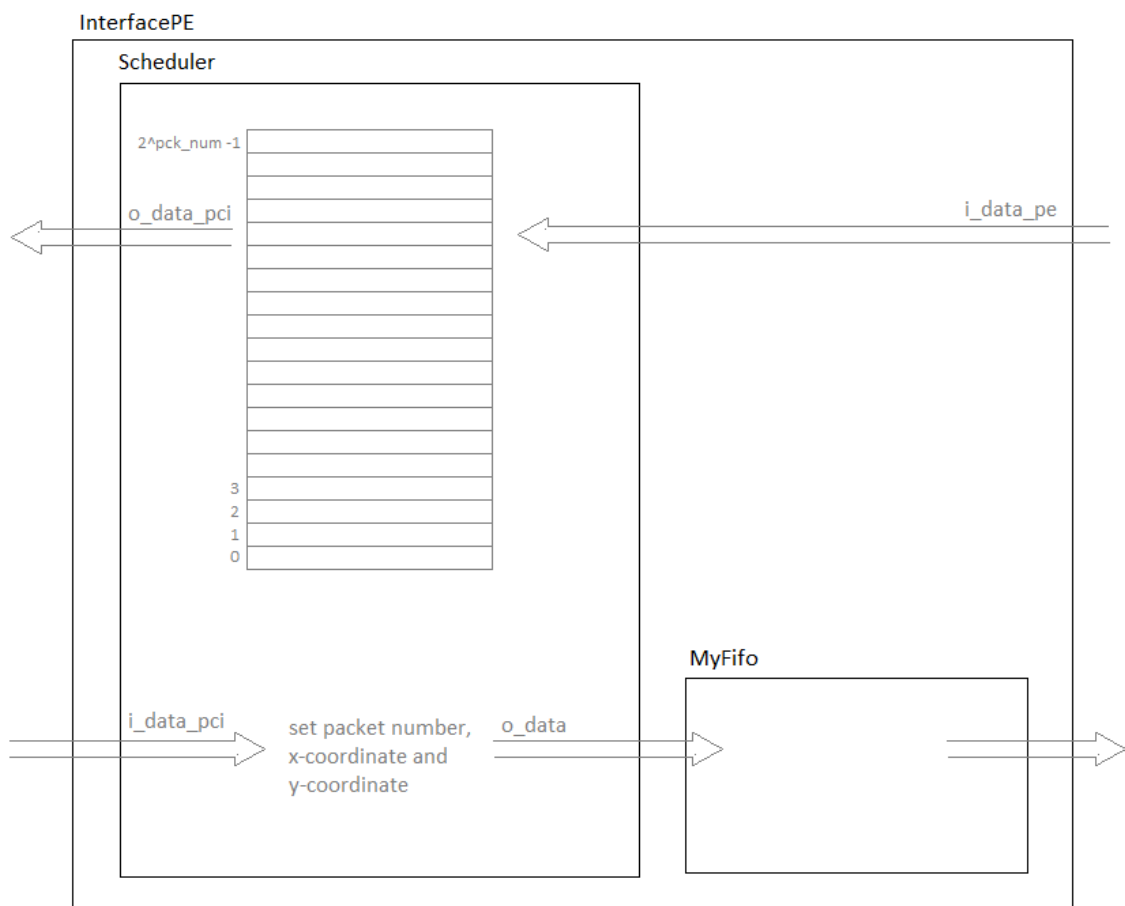 InterfacePE
Scheduler
2^pck_num -1
o_data_pci
i_data_pe
3
2
1
0
MyFifo
i_data_pci
set packet number,
x-coordinate and
y-coordinate
o_data